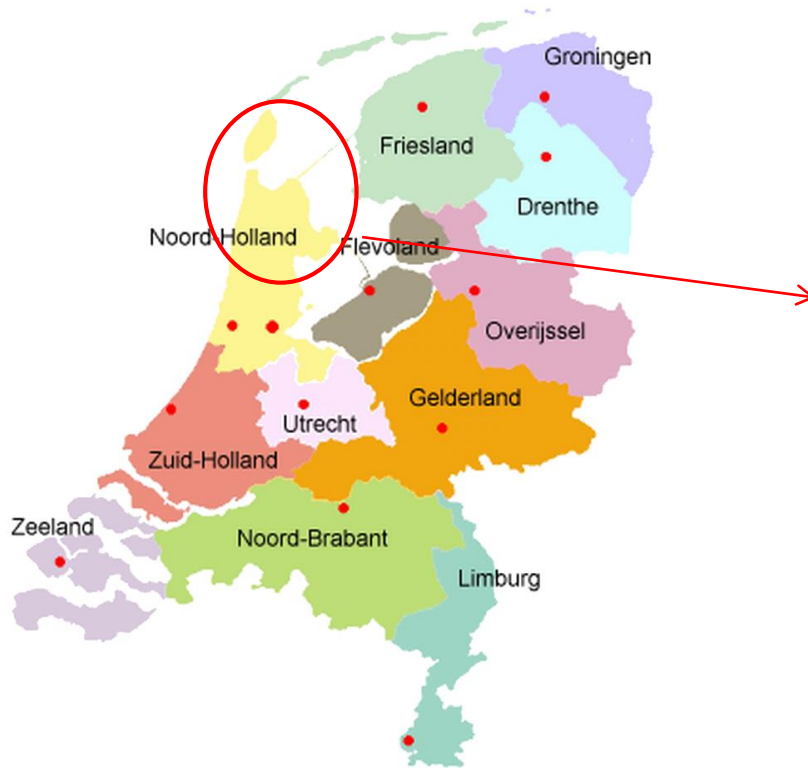 Groningen
Friesland
Drenthe
Noord-Holland
Flevoland
Overijssel
Gelderland
Utrecht
Zuid-Holland
Zeeland
Noord-Brabant
Limburg